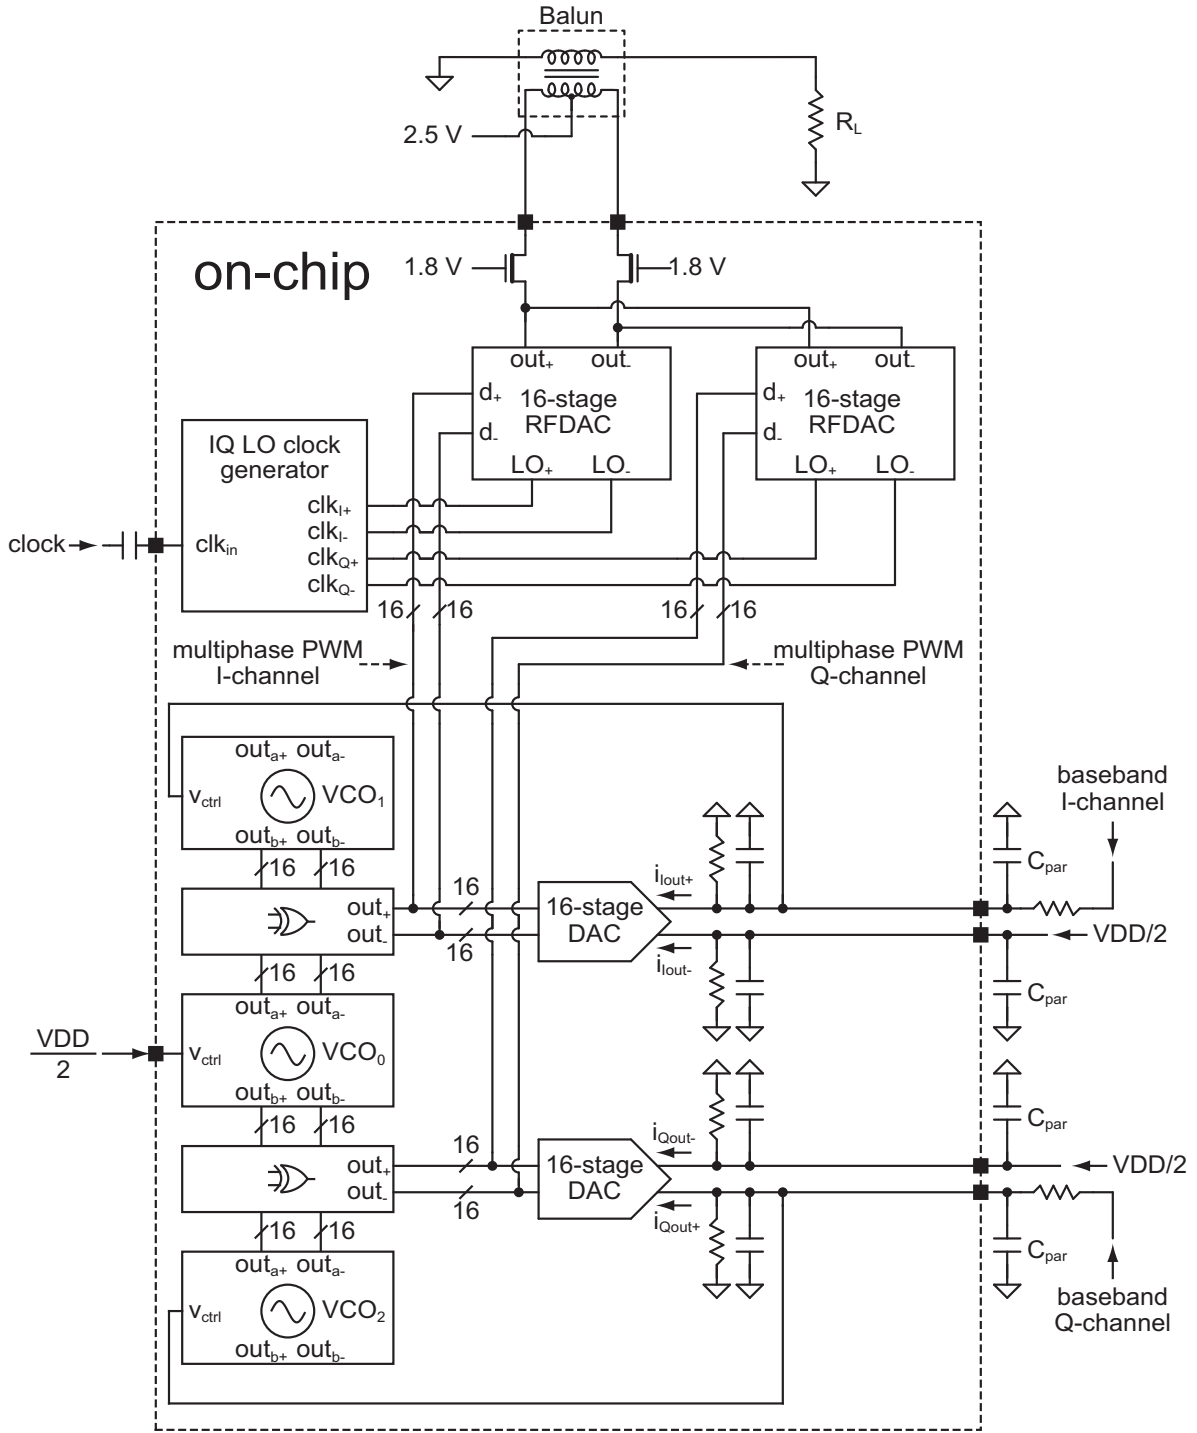 Balun
2.5 V
R_L
on-chip
1.8 V
1.8 V
out+ out-
out+ out-
d+
d-
16-stage
RFDAC
LO+ LO-
d+
d-
16-stage
RFDAC
LO+ LO-
IQ LO clock
generator
clk_I+
clk_I-
clk_Q+
clk_Q-
clock
clk_in
16
16
16
16
multiphase PWM
I-channel
multiphase PWM
Q-channel
out_a+ out_a-
v_ctrl
VCO_1
out_b+ out_b-
16
16
baseband
I-channel
C_par
i_Iout+
16
out+
out-
16-stage
DAC
16
i_Iout-
VDD/2
C_par
16
16
out_a+ out_a-
VDD
2
v_ctrl
VCO_0
out_b+ out_b-
16
16
C_par
i_Qout-
16
out+
out-
16-stage
DAC
16
i_Qout+
VDD/2
C_par
16
16
out_a+ out_a-
v_ctrl
VCO_2
out_b+ out_b-
baseband
Q-channel